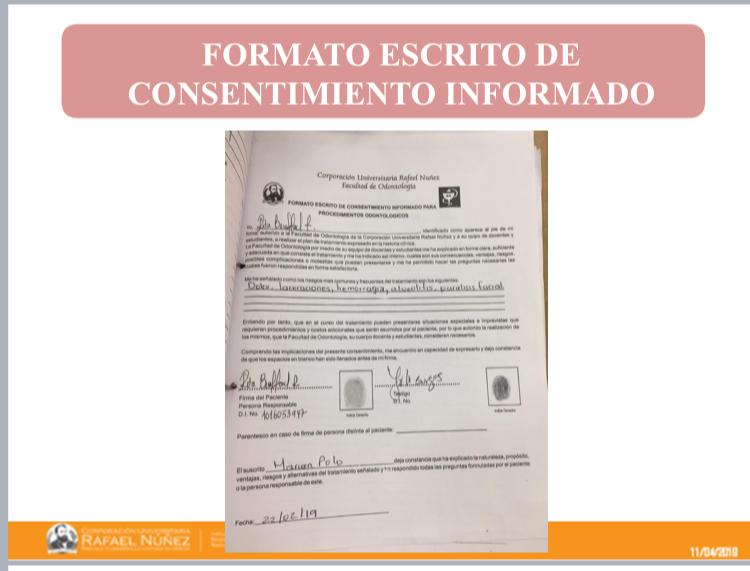 FORMATO ESCRITO DE
CONSENTIMIENTO INFORMADO
Corporación Universitaria Rafael Nuñez
Facultad de Odontología
FORMATO ESCRITO DE CONSENTIMIENTO INFORMADO PARA
PROCEDIMIENTOS ODONTOLOGICOS
Yo, identificado como aparece al pie de mi
firma, autorizo a la Facultad de Odontología de la Corporación Universitaria Rafael Núñez y a su equipo de docentes y
estudiantes, a realizar el plan de tratamiento expresado en la historia clínica.
La Facultad de Odontología por medio de su equipo de docentes y estudiantes me ha explicado en forma clara, suficiente
y adecuada en qué consiste el tratamiento y me ha indicado así mismo, cuales son sus consecuencias, ventajas, riesgos,
posibles complicaciones o molestias que puedan presentarse y me ha permitido hacer las preguntas necesarias las
cuales fueron respondidas en forma satisfactoria.
Me ha señalado como los riesgos más comunes y frecuentes del tratamiento son los siguientes:
Dolor, laceraciones, hemorragia, alveolitis, paralisis facial
Entiendo por tanto, que en el curso del tratamiento pueden presentarse situaciones especiales e imprevistas que
requieren procedimientos y costos adicionales que serán asumidos por el paciente, por lo que autorizo la realización de
los mismos, que la Facultad de Odontología, su cuerpo docente y estudiantes, consideren necesarios.
Comprendo las implicaciones del presente consentimiento, me encuentro en capacidad de expresarlo y dejo constancia
de que los espacios en blanco han sido llenados antes de mi firma.
Firma del Paciente
Persona Responsable
D.I. No. 1016053947
Índice Derecho
Testigo
D.I. No.
Índice Derecho
Parentesco en caso de firma de persona distinta al paciente:
El suscrito Marian Polo deja constancia que ha explicado la naturaleza, propósito,
ventajas, riesgos y alternativas del tratamiento señalado y ha respondido todas las preguntas formuladas por el paciente
o la persona responsable de este.
Fecha: 22/02/19
CORPORACIÓN UNIVERSITARIA
RAFAEL NÚÑEZ
11/04/2019